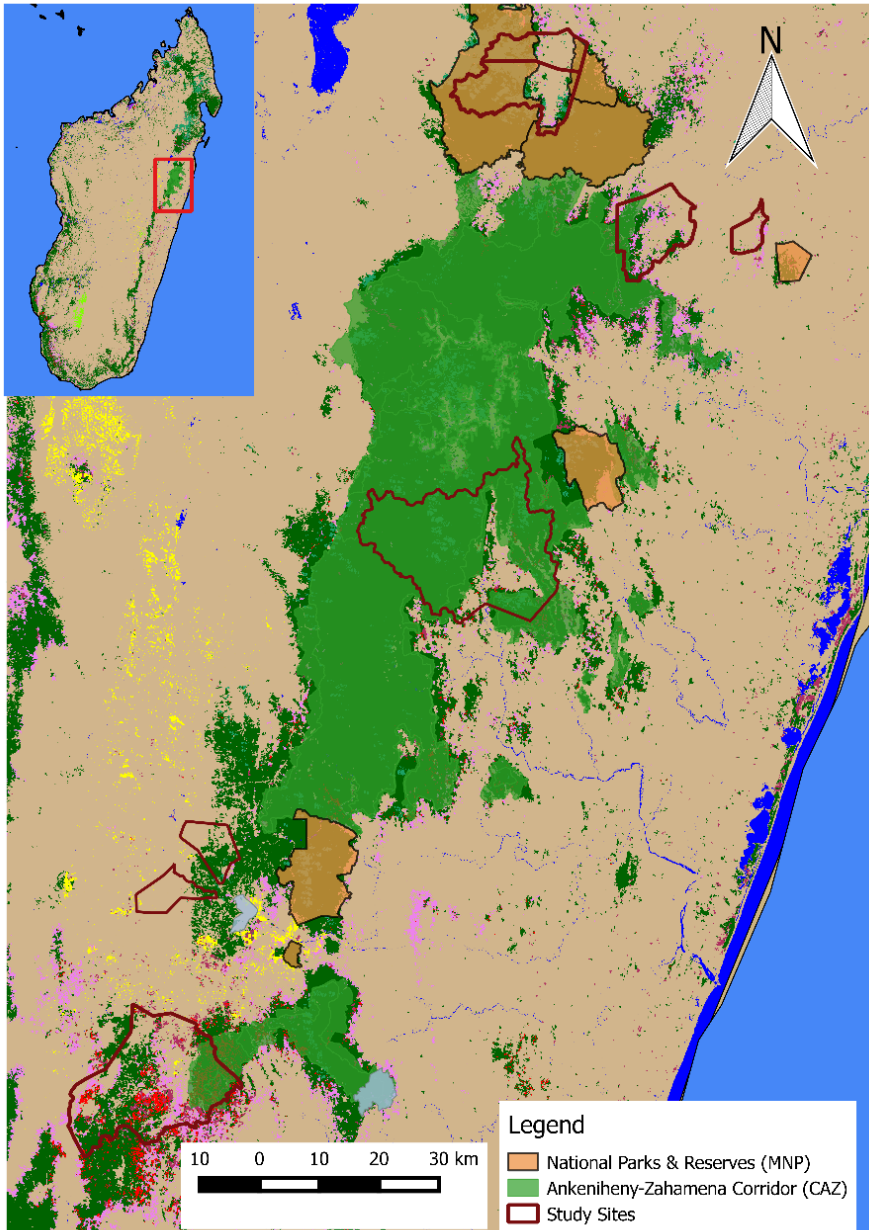 N
10 0 10 20 30 km
Legend
National Parks & Reserves (MNP)
Ankeniheny-Zahamena Corridor (CAZ)
Study Sites